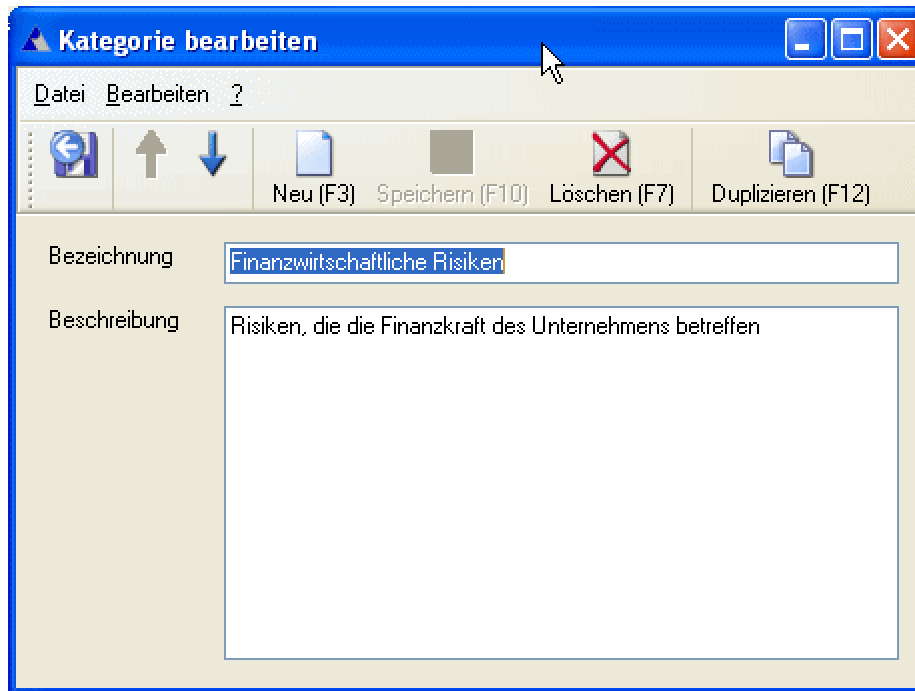 Kategorie bearbeiten
Datei Bearbeiten ?
Neu (F3) Speichern (F10) Löschen (F7) Duplizieren (F12)
Bezeichnung Finanzwirtschaftliche Risiken
Beschreibung Risiken, die die Finanzkraft des Unternehmens betreffen